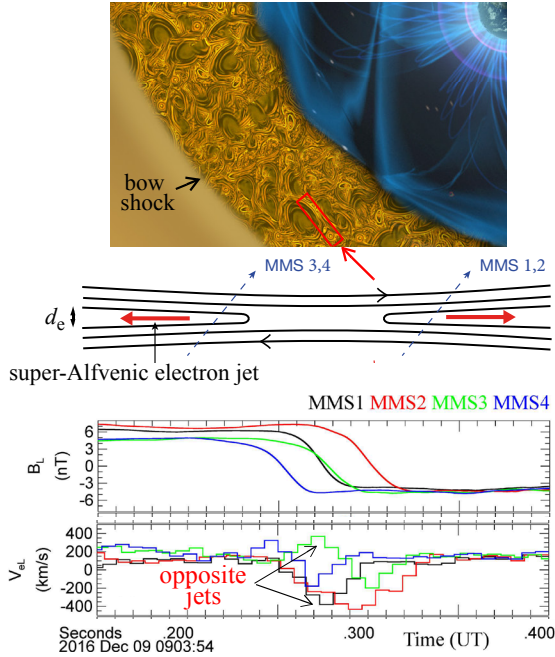 bow
shock
MMS 3,4
MMS 1,2
de
super-Alfvenic electron jet
MMS1 MMS2 MMS3 MMS4
BL
(nT)
6
3
0
-3
-6
VeL
(km/s)
400
200
0
-200
-400
opposite
jets
.200
.300
.400
Seconds
2016 Dec 09 0903:54
Time (UT)